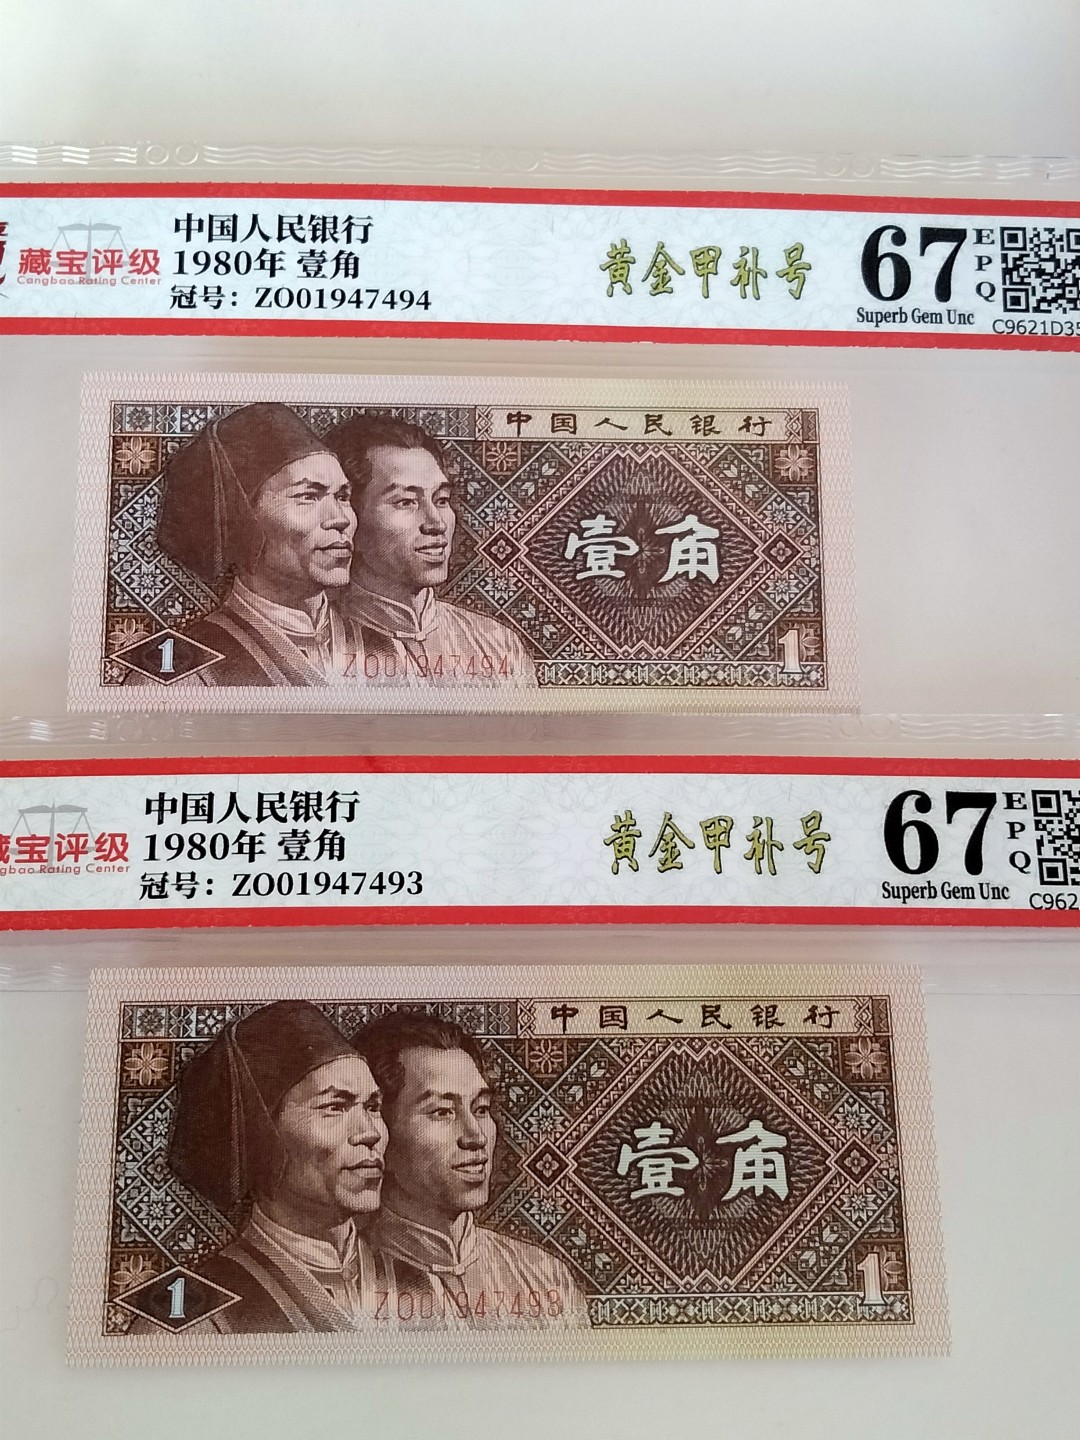 藏宝评级
Cangbao Rating Center
中国人民银行
1980年 壹角
冠号：ZO01947494
黄金甲补号
67
EPQ
Superb Gem Unc
C9621D35
中国人民银行
壹角
1
ZO01947494
1
宝评级
gbao Rating Center
中国人民银行
1980年 壹角
冠号：ZO01947493
黄金甲补号
67
EPQ
Superb Gem Unc
C962
中国人民银行
壹角
1
ZO01947493
1